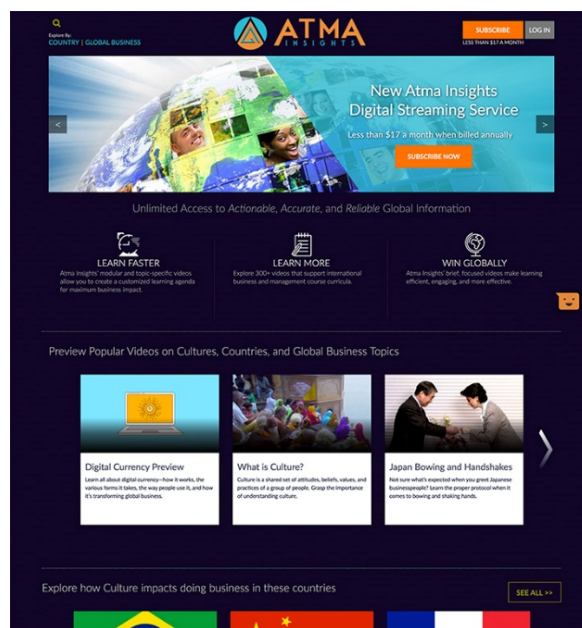 Explore By:
COUNTRY | GLOBAL BUSINESS
ATMA
INSIGHTS
SUBSCRIBE
LOG IN
LESS THAN $17 A MONTH
<
New Atma Insights
Digital Streaming Service
Less than $17 a month when billed annually
SUBSCRIBE NOW
>
Unlimited Access to Actionable, Accurate, and Reliable Global Information
LEARN FASTER
Atma Insights' modular and topic-specific videos
allow you to create a customized learning agenda
for maximum business impact.
LEARN MORE
Explore 300+ videos that support international
business and management course curricula.
WIN GLOBALLY
Atma Insights' brief, focused videos make learning
efficient, engaging, and more effective.
Preview Popular Videos on Cultures, Countries, and Global Business Topics
Digital Currency Preview
Learn all about digital currency—how it works, the
various forms it takes, the way people use it, and how
it's transforming global business.
What is Culture?
Culture is a shared set of attitudes, beliefs, values, and
practices of a group of people. Grasp the importance
of understanding culture.
Japan Bowing and Handshakes
Not sure what's expected when you greet Japanese
businesspeople? Learn the proper protocol when it
comes to bowing and shaking hands.
Explore how Culture impacts doing business in these countries
SEE ALL >>